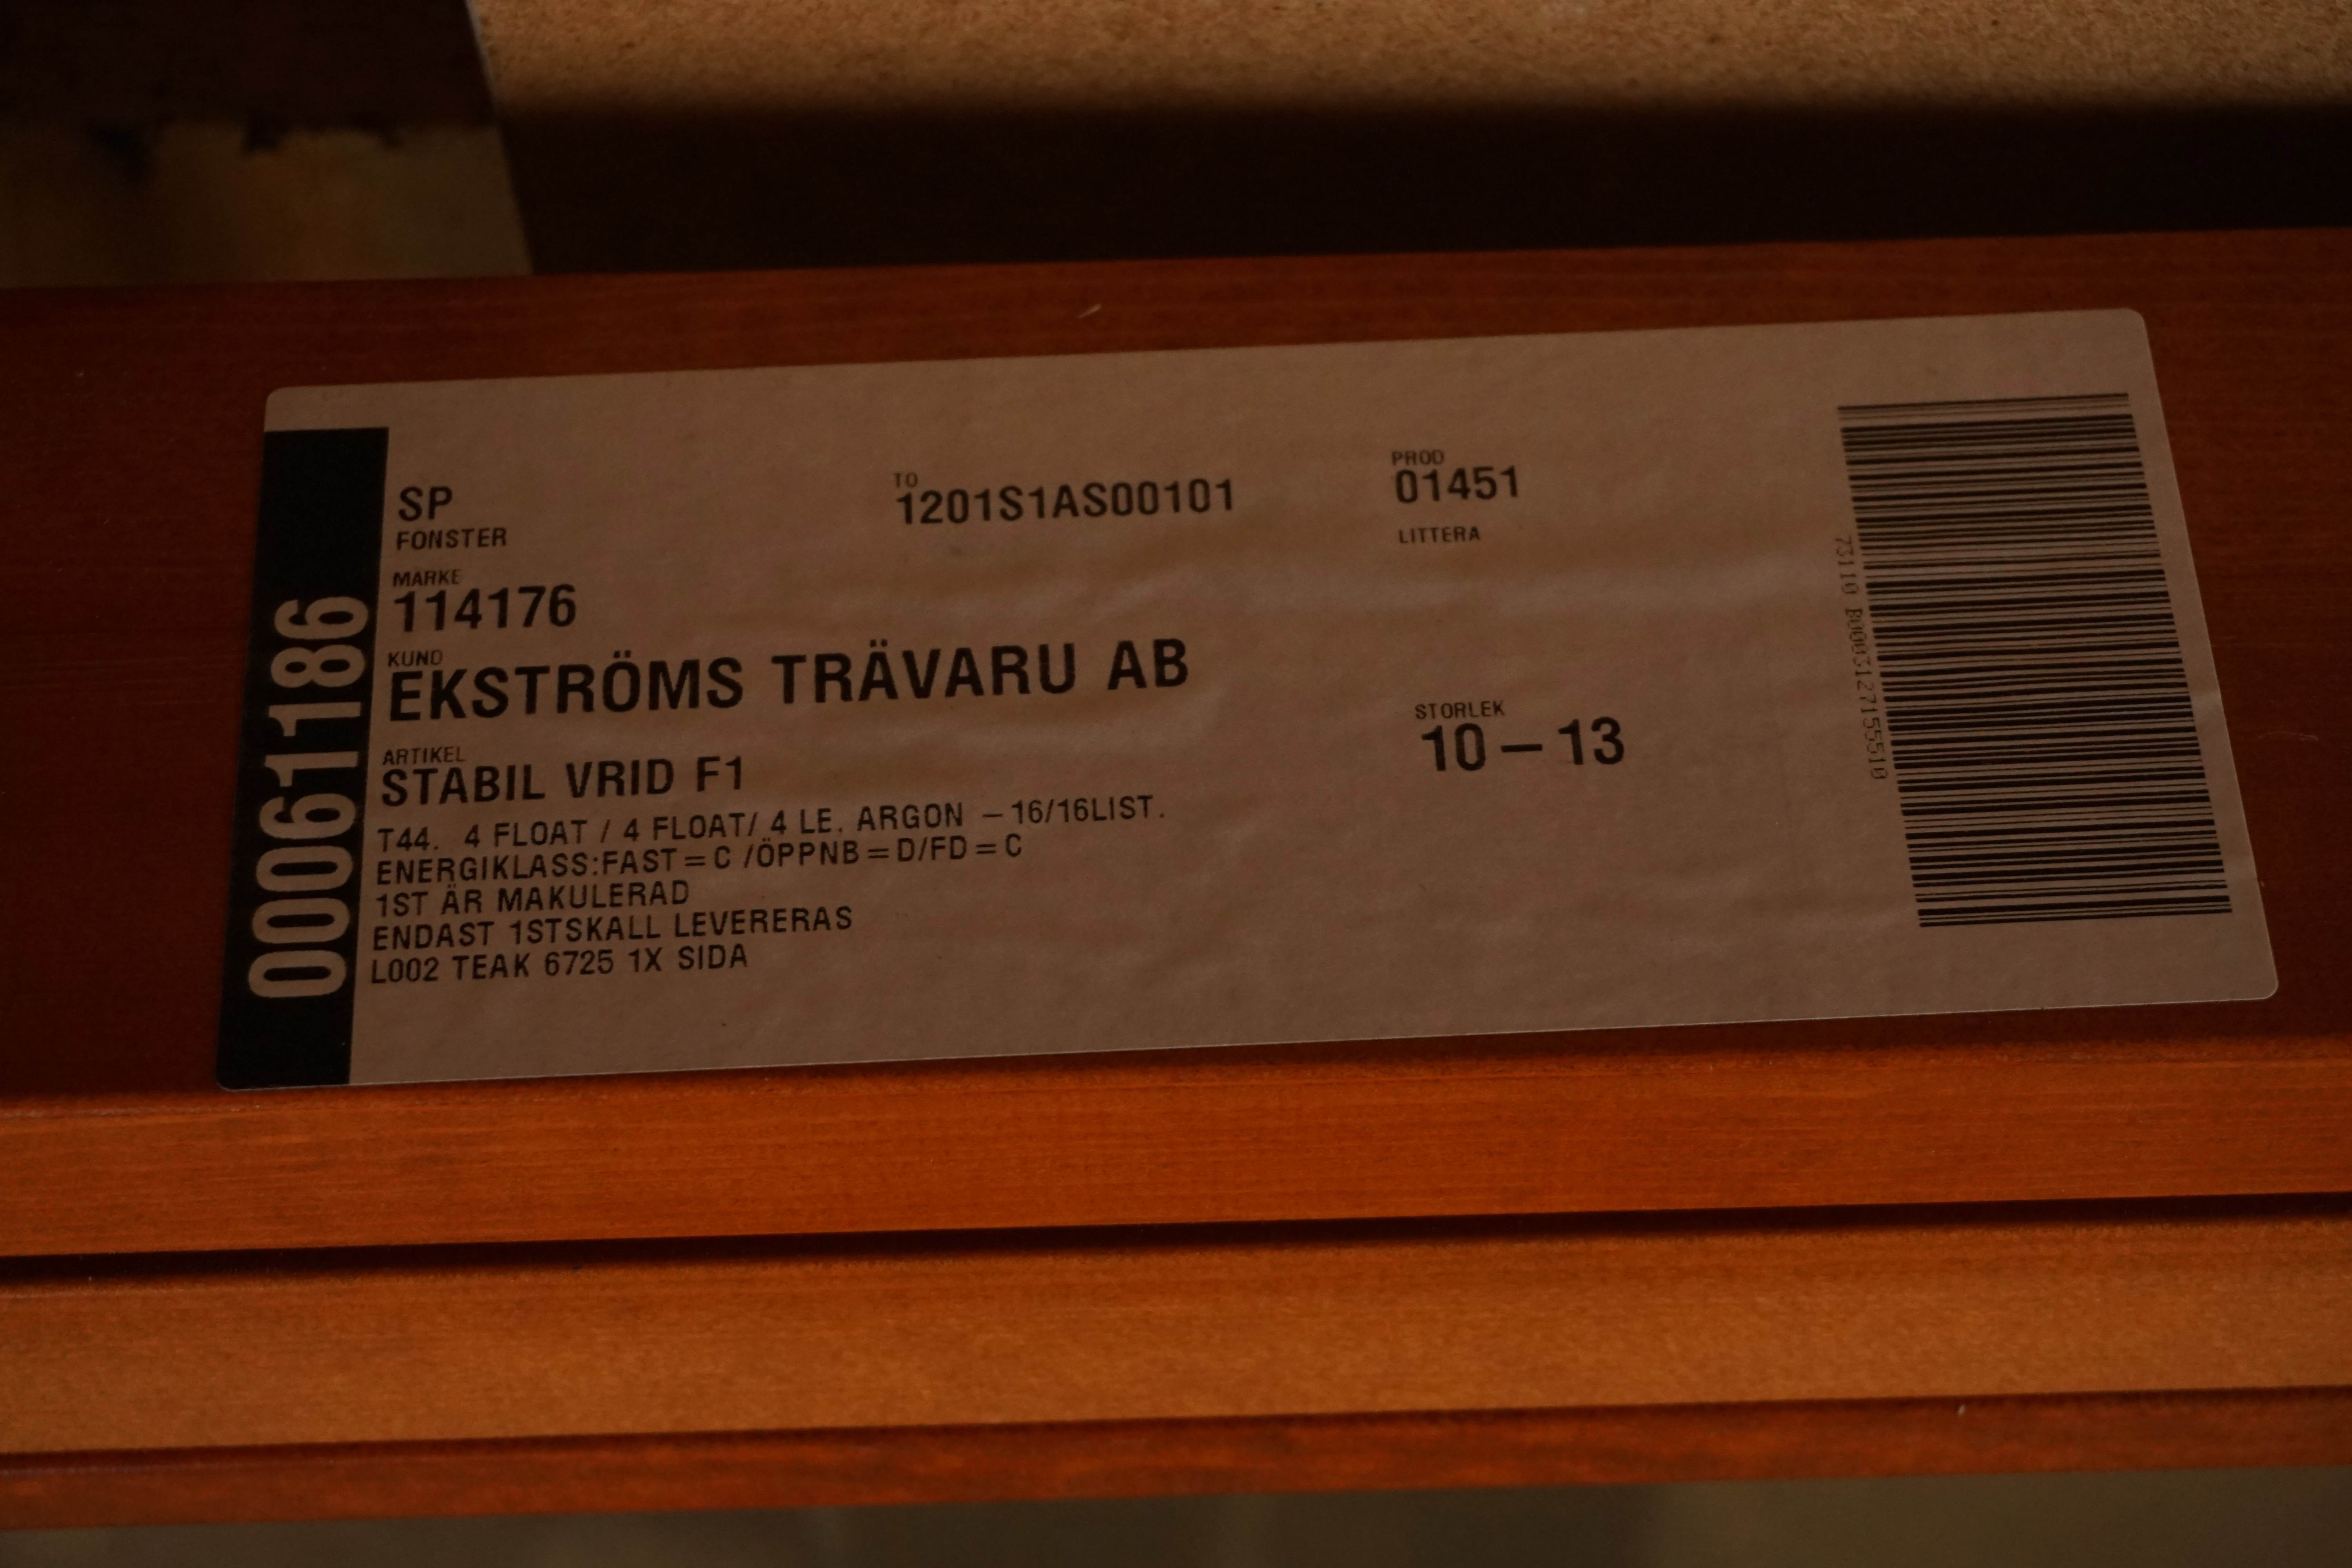 00061186
SP
FONSTER
TO
1201S1AS00101
PROD
01451
LITTERA
MARKE
114176
KUND
EKSTRÖMS TRÄVARU AB
STORLEK
10 – 13
ARTIKEL
STABIL VRID F1
T44. 4 FLOAT / 4 FLOAT/ 4 LE. ARGON – 16/16LIST.
ENERGIKLASS:FAST=C /ÖPPNB=D/FD=C
1ST ÄR MAKULERAD
ENDAST 1STSKALL LEVERERAS
L002 TEAK 6725 1X SIDA
73110